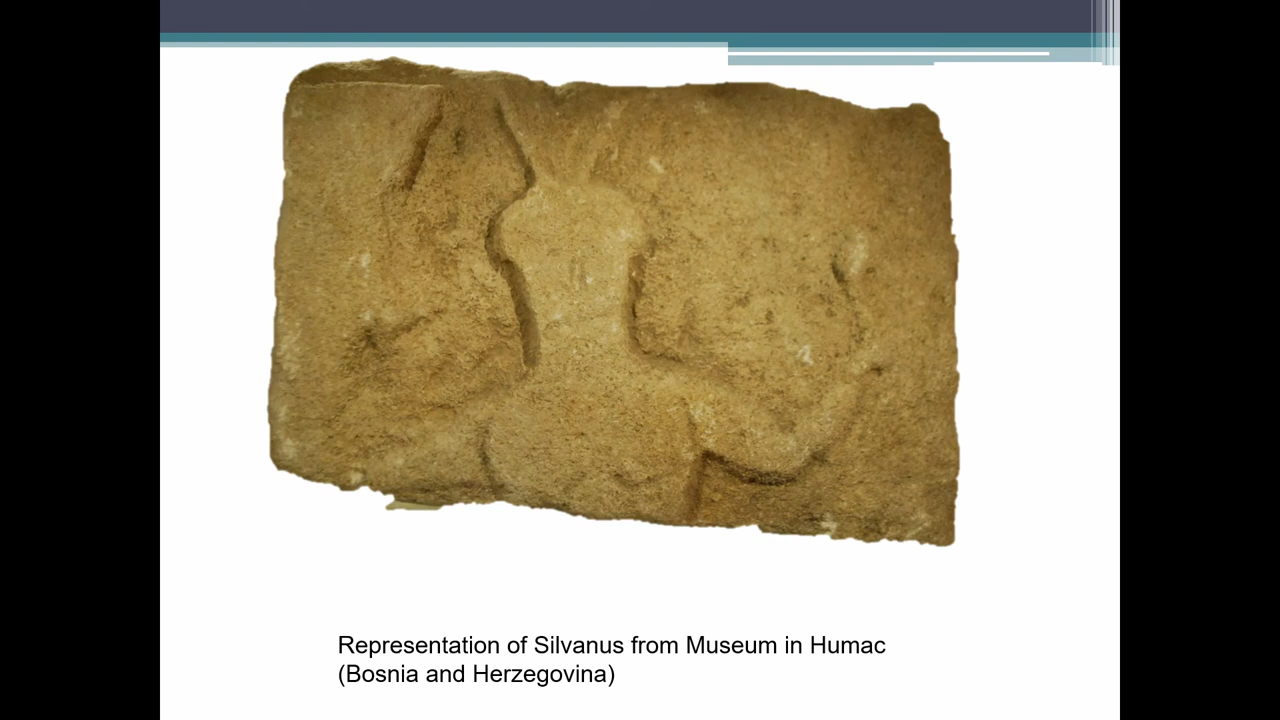 Representation of Silvanus from Museum in Humac
(Bosnia and Herzegovina)